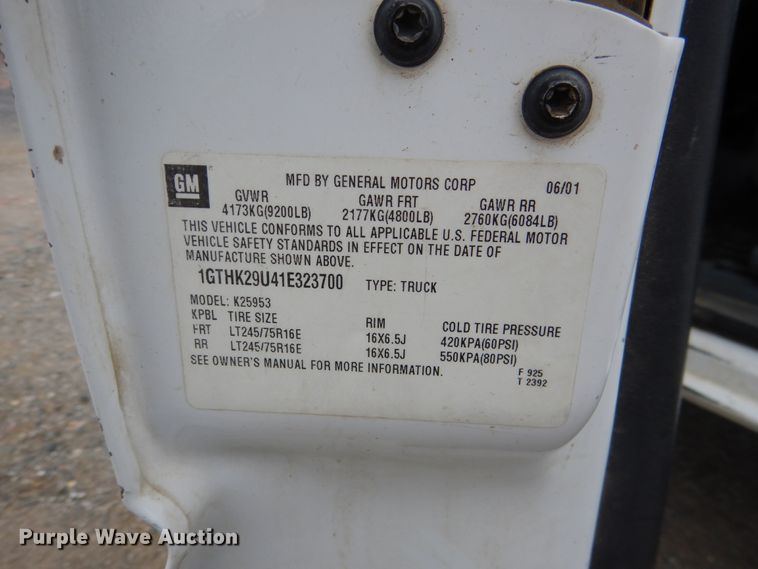 GM
MFD BY GENERAL MOTORS CORP 06/01
GVWR GAWR FRT GAWR RR
4173KG(9200LB) 2177KG(4800LB) 2760KG(6084LB)
THIS VEHICLE CONFORMS TO ALL APPLICABLE U.S. FEDERAL MOTOR
VEHICLE SAFETY STANDARDS IN EFFECT ON THE DATE OF
MANUFACTURE SHOWN ABOVE.
1GTHK29U41E323700 TYPE: TRUCK
MODEL: K25953
KPBL TIRE SIZE RIM COLD TIRE PRESSURE
FRT LT245/75R16E 16X6.5J 420KPA(60PSI)
RR LT245/75R16E 16X6.5J 550KPA(80PSI)
SEE OWNER'S MANUAL FOR MORE INFORMATION.
F 925
T 2392
Purple Wave Auction